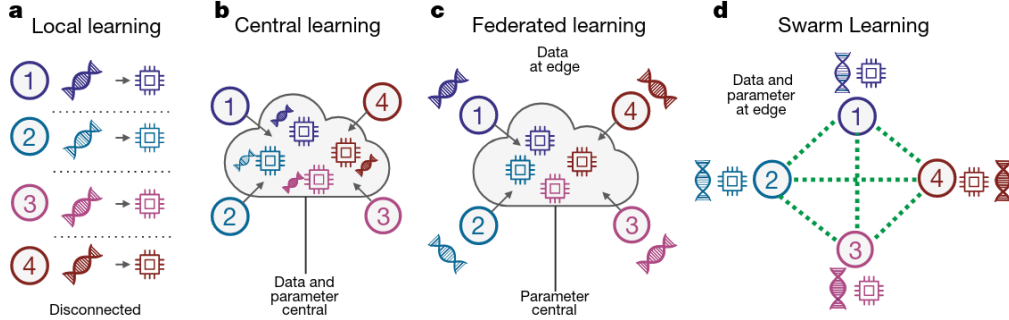 a Local learning
1
2
3
4
Disconnected
b Central learning
1
4
2
3
Data and
parameter
central
c Federated learning
Data
at edge
1
4
2
3
Parameter
central
d Swarm Learning
Data and
parameter
at edge
1
2
4
3